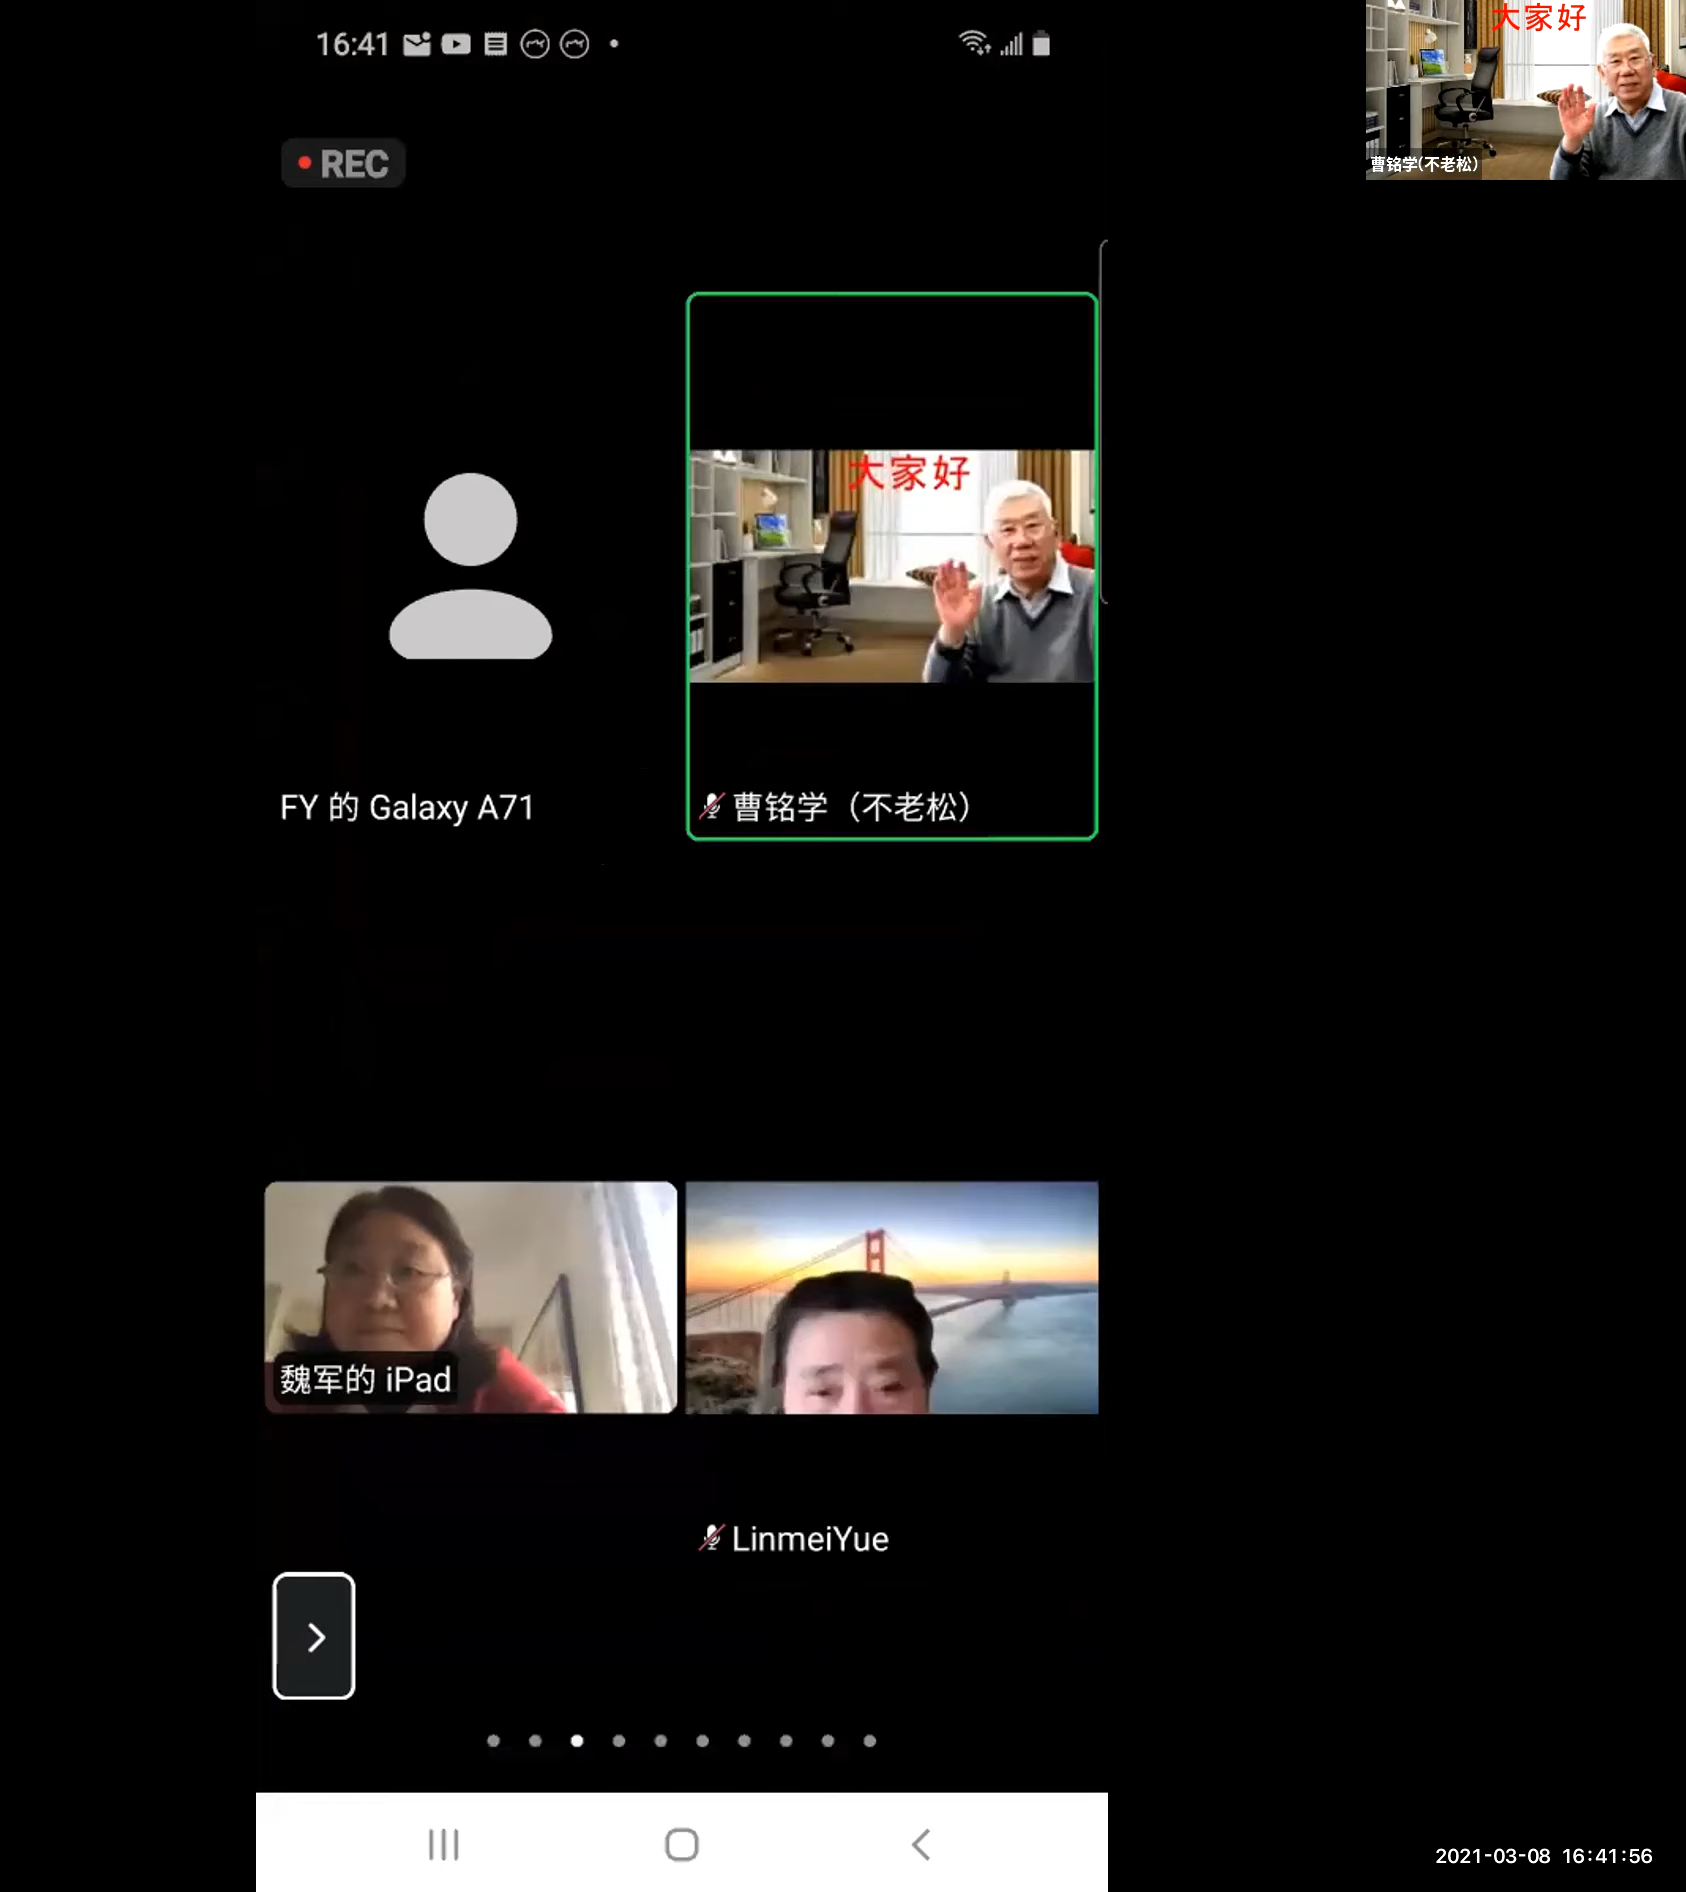 16:41
大家好
曹铭学(不老松)
REC
大家好
FY 的 Galaxy A71
曹铭学（不老松）
魏军的 iPad
LinmeiYue
2021-03-08 16:41:56